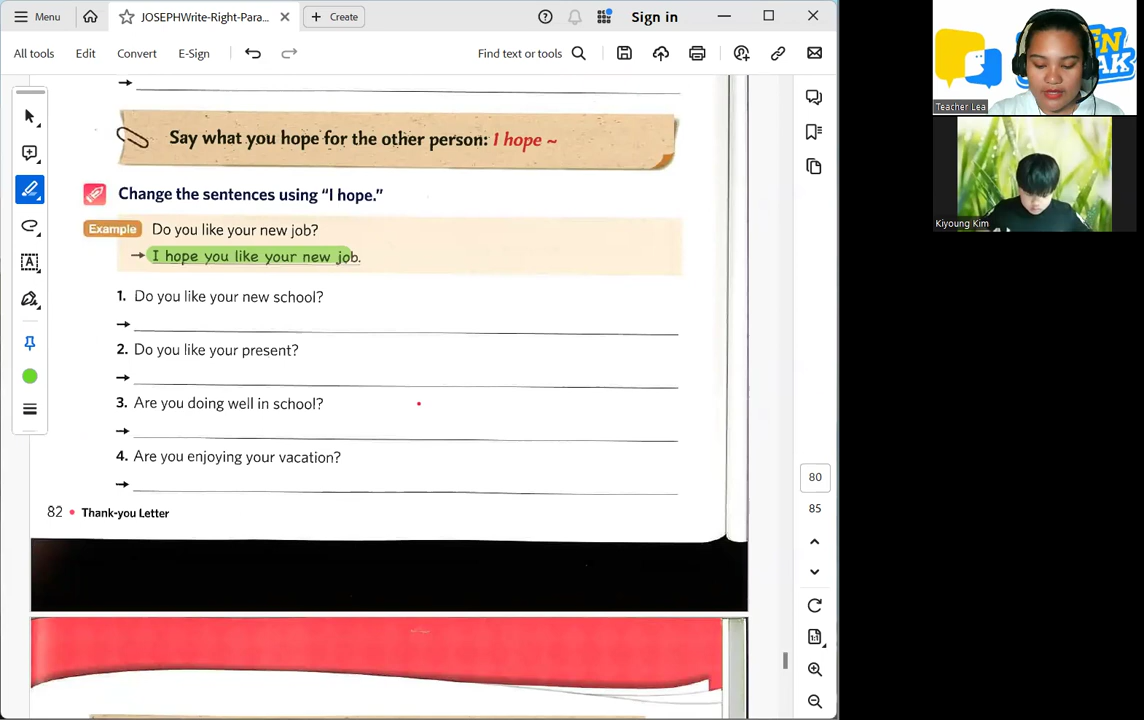 Menu
JOSEPHWrite-Right-Para...
Create
Sign in
All tools
Edit
Convert
E-Sign
Find text or tools
Say what you hope for the other person: I hope ~
Change the sentences using "I hope."
Example Do you like your new job?
→ I hope you like your new job.
1. Do you like your new school?
→
2. Do you like your present?
→
3. Are you doing well in school?
→
4. Are you enjoying your vacation?
→
82 • Thank-you Letter
80
85
Teacher Lea
Kiyoung Kim